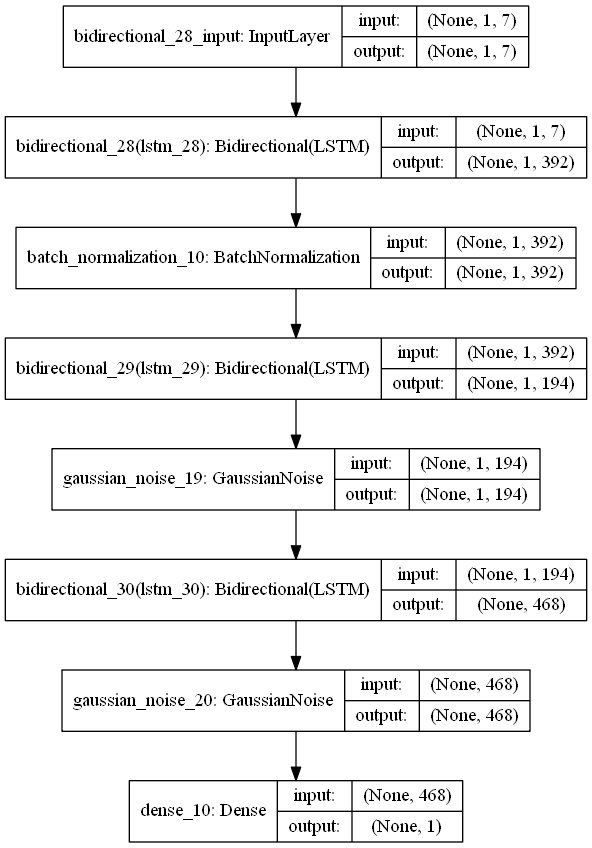 bidirectional_28_input: InputLayer
input: (None, 1, 7)
output: (None, 1, 7)
bidirectional_28(lstm_28): Bidirectional(LSTM)
input: (None, 1, 7)
output: (None, 1, 392)
batch_normalization_10: BatchNormalization
input: (None, 1, 392)
output: (None, 1, 392)
bidirectional_29(lstm_29): Bidirectional(LSTM)
input: (None, 1, 392)
output: (None, 1, 194)
gaussian_noise_19: GaussianNoise
input: (None, 1, 194)
output: (None, 1, 194)
bidirectional_30(lstm_30): Bidirectional(LSTM)
input: (None, 1, 194)
output: (None, 468)
gaussian_noise_20: GaussianNoise
input: (None, 468)
output: (None, 468)
dense_10: Dense
input: (None, 468)
output: (None, 1)